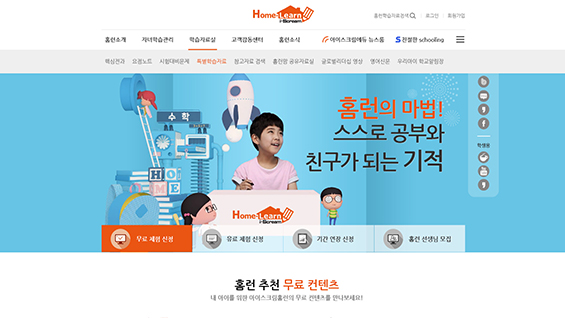 Home-Learn
i-Scream
홈런학습자료검색
로그인
회원가입
홈런소개
자녀학습관리
학습자료실
고객감동센터
홈런소식
아이스크림에듀 뉴스룸
친절한 schooling
핵심전과
요점노트
시험대비문제
특별학습자료
참고자료 검색
홈런맘 공유자료실
글로벌리더십 영상
영어신문
우리아이 학교알림장
수학
HO
ME
홈런의 마법!
스스로 공부와
친구가 되는 기적
학생용
Home-Learn
i-Scream
무료 체험 신청
유료 체험 신청
기간 연장 신청
홈런 선생님 모집
홈런 추천 무료 컨텐츠
내 아이를 위한 아이스크림홈런의 무료 컨텐츠를 만나보세요!